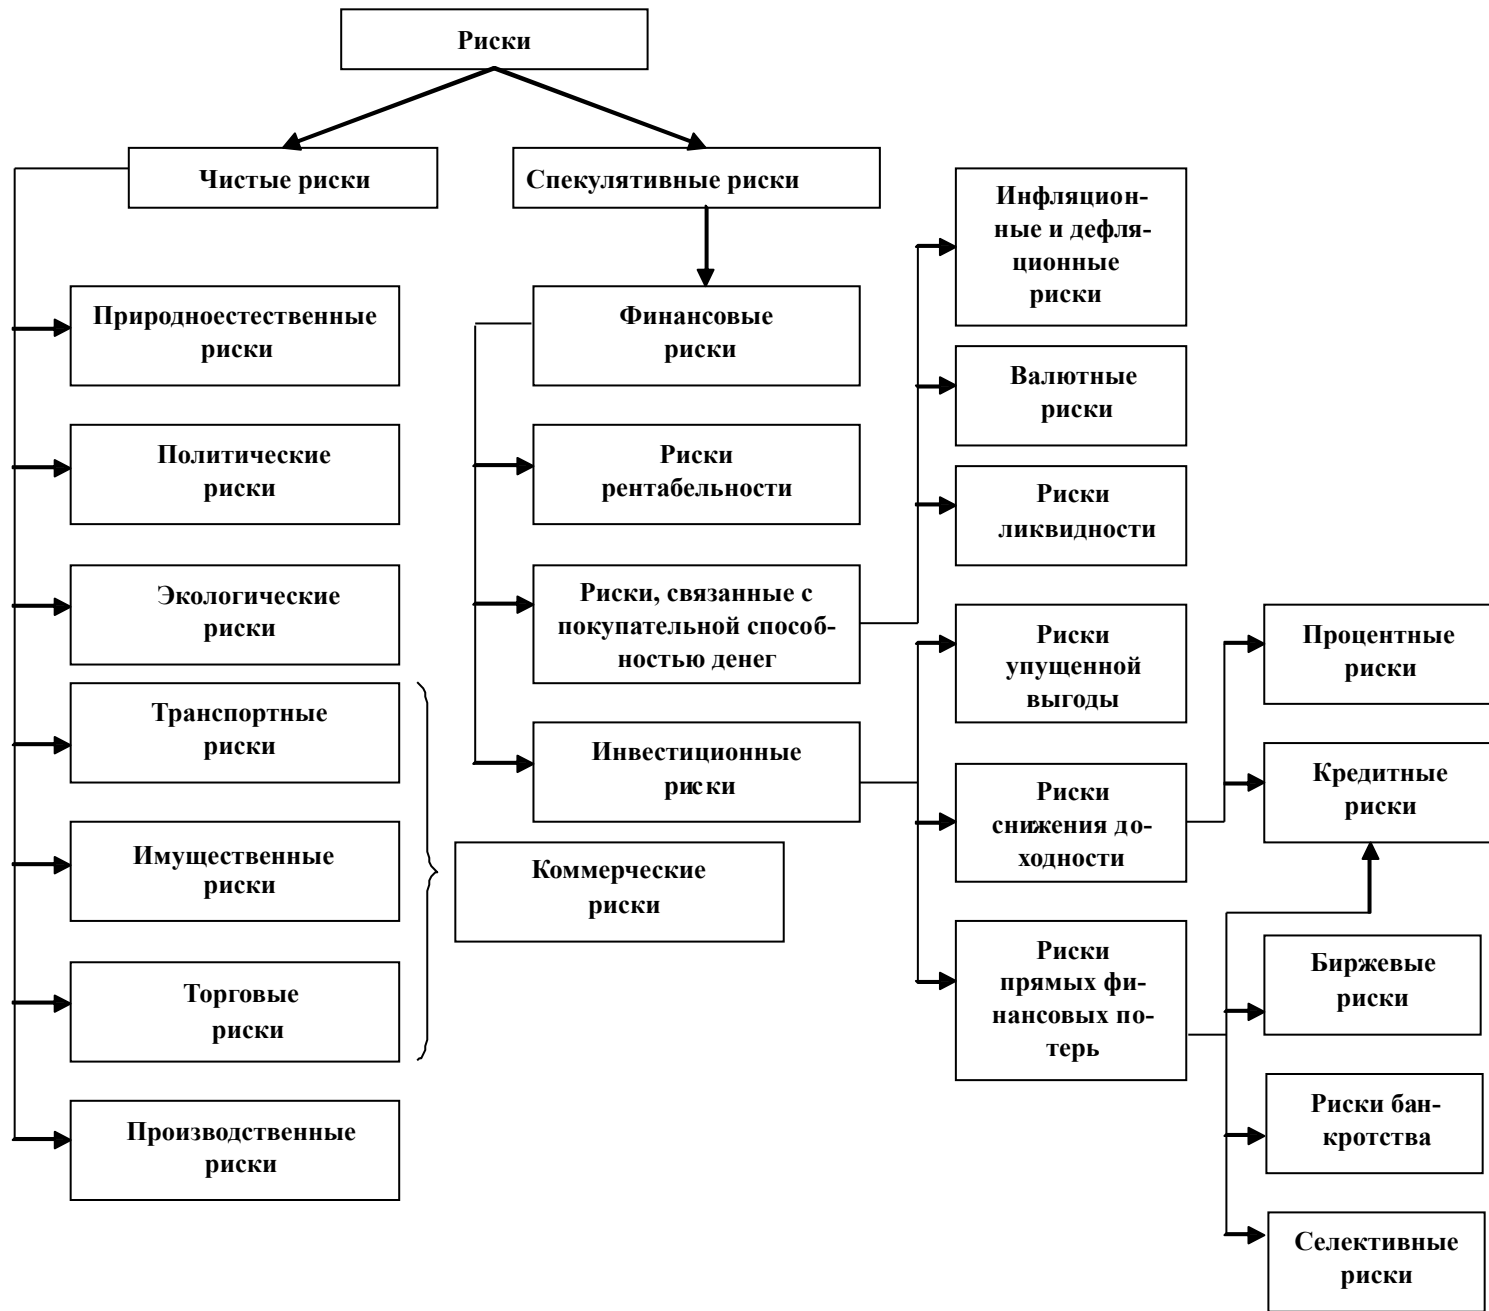 Риски
Чистые риски
Спекулятивные риски
Природноестественные
риски
Политические
риски
Экологические
риски
Транспортные
риски
Имущественные
риски
Торговые
риски
Производственные
риски
Коммерческие
риски
Финансовые
риски
Риски
рентабельности
Риски, связанные с
покупательной способ-
ностью денег
Инвестиционные
риски
Инфляцион-
ные и дефля-
ционные
риски
Валютные
риски
Риски
ликвидности
Риски
упущенной
выгоды
Риски
снижения до-
ходности
Риски
прямых фи-
нансовых по-
терь
Процентные
риски
Кредитные
риски
Биржевые
риски
Риски бан-
кротства
Селективные
риски